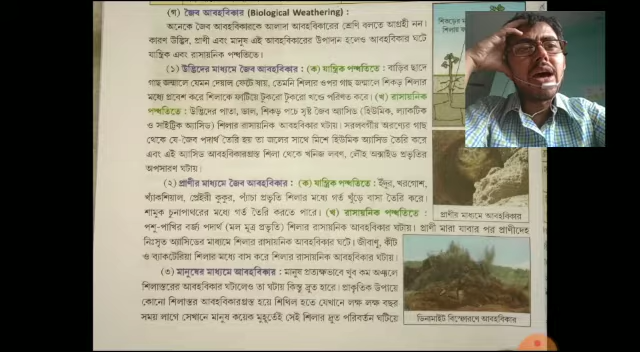 (গ) জৈব আবহবিকার (Biological Weathering) :
অনেকে জৈব আবহবিকারকে আলাদা আবহবিকারের শ্রেণি বলতে আগ্রহী নন।
কারণ উদ্ভিদ, প্রাণী এবং মানুষ এই আবহবিকারের উপাদান হলেও আবহবিকার ঘটে
যান্ত্রিক এবং রাসায়নিক পদ্ধতিতে।
(১) উদ্ভিদের মাধ্যমে জৈব আবহবিকার : (ক) যান্ত্রিক পদ্ধতিতে : বাড়ির ছাদে
গাছ জন্মালে যেমন দেয়াল ফেটে যায়, তেমনি শিলার ওপর গাছ জন্মালে শিকড় শিলার
মধ্যে প্রবেশ করে শিলাকে ফাটিয়ে টুকরো টুকরো খণ্ডে পরিণত করে। (খ) রাসায়নিক
পদ্ধতিতে : উদ্ভিদের পাতা, ডাল, শিকড় পচে সৃষ্ট জৈব অ্যাসিড (হিউমিক, ল্যাকটিক
ও সাইট্রিক অ্যাসিড) শিলার রাসায়নিক আবহবিকার ঘটায়। সরলবর্গীয় অরণ্যের গাছ
থেকে যে-জৈব পদার্থ তৈরি হয় তা জলের সাথে মিশে হিউমিক অ্যাসিড তৈরি করে
এবং এই অ্যাসিড আবহবিকারগ্রস্ত শিলা থেকে খনিজ লবণ, লৌহ অক্সাইড প্রভৃতির
অপসারণ ঘটায়।
(২) প্রাণীর মাধ্যমে জৈব আবহবিকার : (ক) যান্ত্রিক পদ্ধতিতে : ইঁদুর, খরগোশ,
খ্যাঁকশিয়াল, প্রেইরী কুকুর, প্যাঁচা প্রভৃতি শিলার মধ্যে গর্ত খুঁড়ে বাসা তৈরি করে।
শামুক চুনাপাথরের মধ্যে গর্ত তৈরি করতে পারে। (খ) রাসায়নিক পদ্ধতিতে :
পশু-পাখির বর্জ্য পদার্থ (মল মূত্র প্রভৃতি) শিলার রাসায়নিক আবহবিকার ঘটায়। প্রাণী মারা যাবার পর প্রাণীদেহ
নিঃসৃত অ্যাসিডের মাধ্যমে শিলার রাসায়নিক আবহবিকার ঘটে। জীবাণু, কীট
ও ব্যাকটেরিয়া শিলার মধ্যে বাস করে শিলার রাসায়নিক আবহবিকার ঘটায়।
(৩) মানুষের মাধ্যমে আবহবিকার : মানুষ প্রত্যক্ষভাবে খুব কম অঞ্চলে
শিলাস্তরের আবহবিকার ঘটালেও তা ঘটায় কিন্তু দ্রুত হারে। প্রাকৃতিক উপায়ে
কোনো শিলাস্তর আবহবিকারগ্রস্ত হয়ে শিথিল হতে যেখানে লক্ষ লক্ষ বছর
সময় লাগে সেখানে মানুষ কয়েক মুহূর্তেই সেই শিলার দ্রুত পরিবর্তন ঘটিয়ে
শিকড়ের
শিলায় ফা
প্রাণীর মাধ্যমে আবহবিকার
ডিনামাইট বিস্ফোরণে আবহবিকার